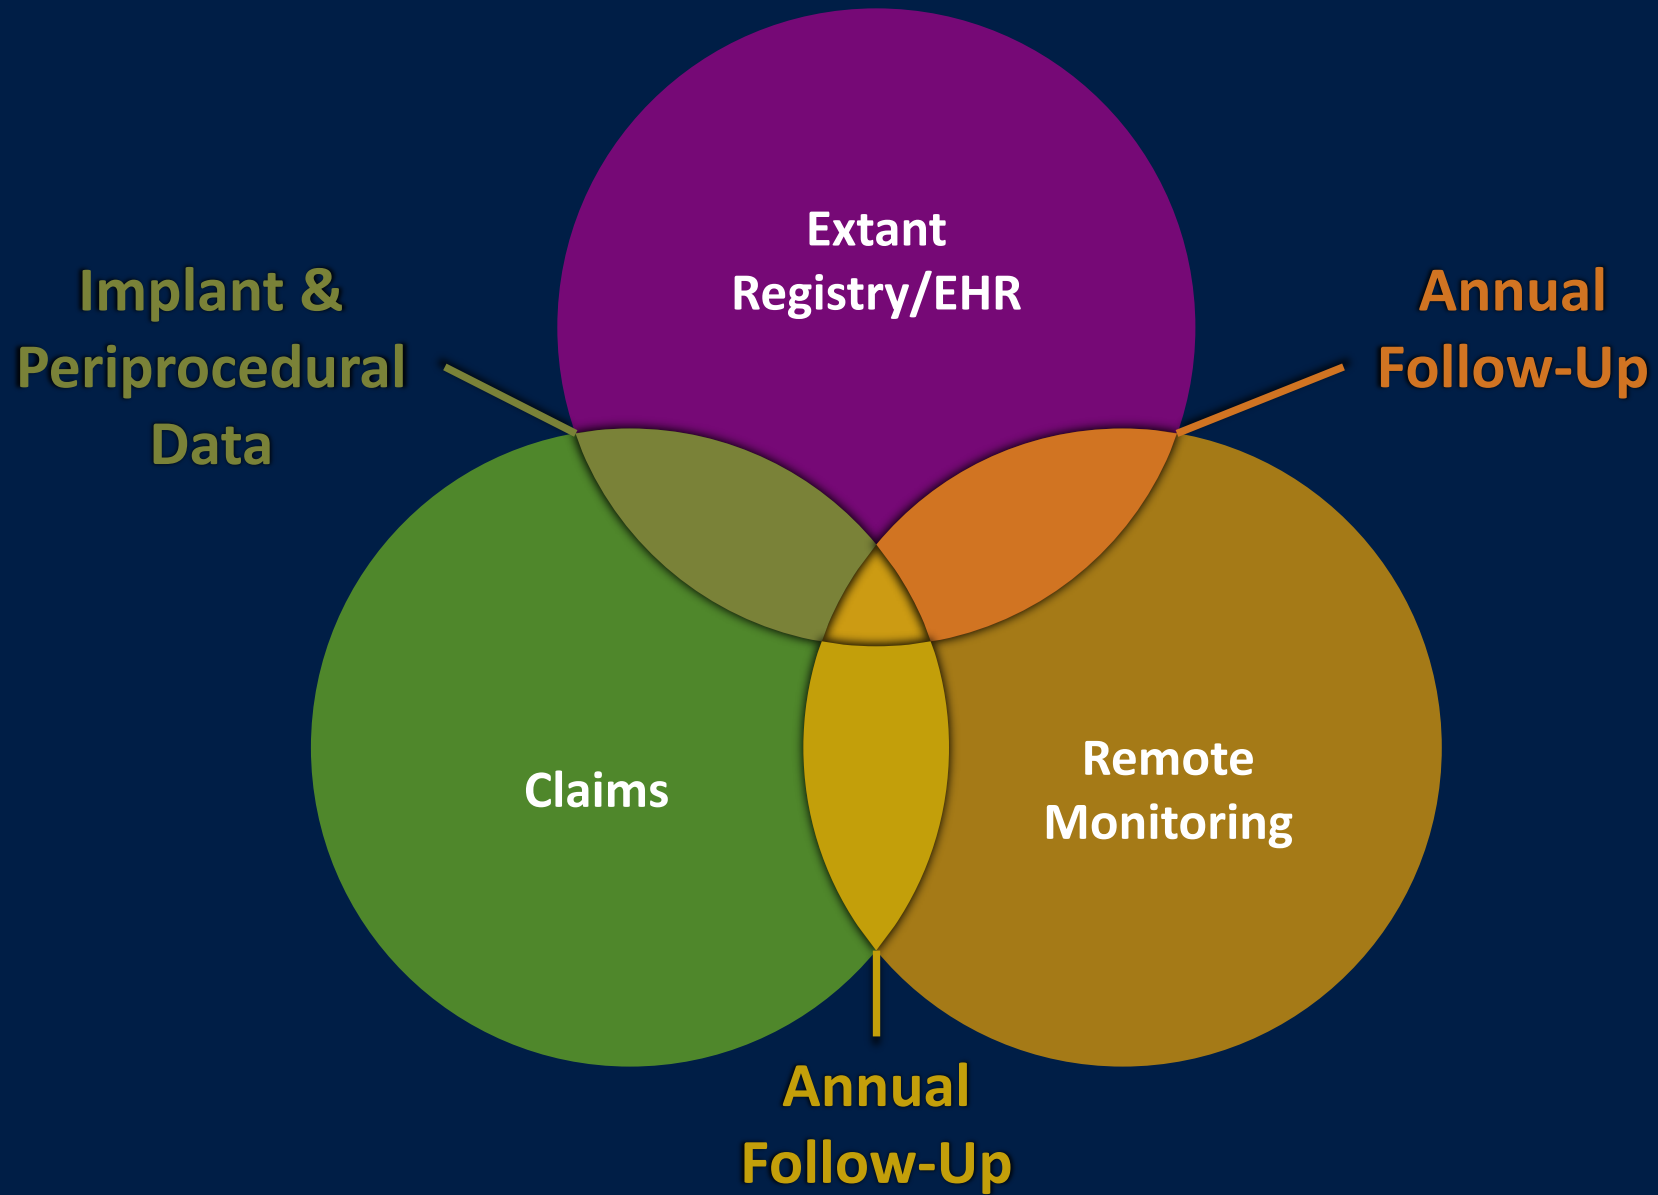 Extant
Registry/EHR
Implant &
Periprocedural
Data
Annual
Follow-Up
Claims
Remote
Monitoring
Annual
Follow-Up